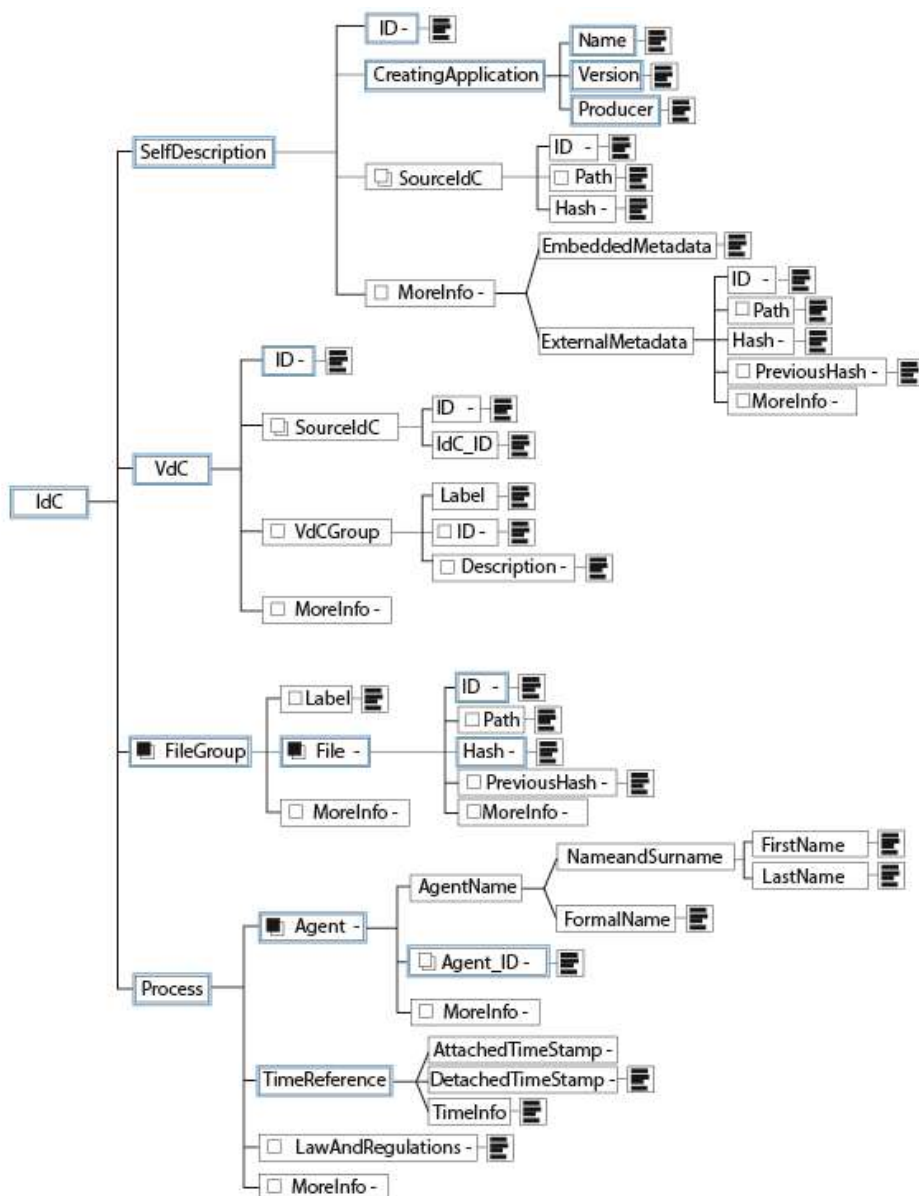 ID -
Name
CreatingApplication
Version
Producer
SelfDescription
ID -
SourceIdC
Path
Hash -
EmbeddedMetadata
MoreInfo -
ID -
Path
ExternalMetadata
Hash -
PreviousHash -
MoreInfo -
ID -
SourceIdC
ID -
IdC_ID
VdC
IdC
Label
VdCGroup
ID -
Description -
MoreInfo -
Label
ID -
Path
FileGroup
File -
Hash -
PreviousHash -
MoreInfo -
MoreInfo -
FirstName
NameandSurname
LastName
AgentName
FormalName
Agent -
Agent_ID -
Process
MoreInfo -
AttachedTimeStamp -
TimeReference
DetachedTimeStamp -
TimeInfo
LawAndRegulations -
MoreInfo -